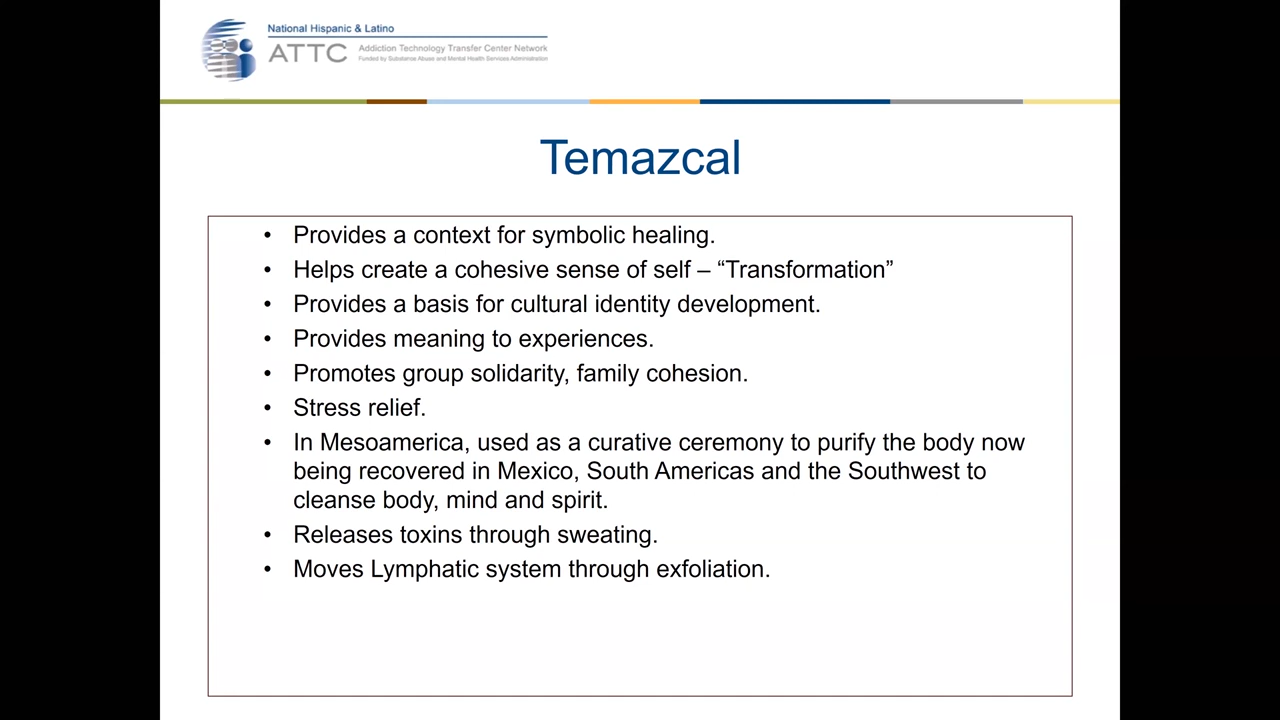 National Hispanic & Latino
ATTC
Addiction Technology Transfer Center Network
Funded by Substance Abuse and Mental Health Services Administration
Temazcal
• Provides a context for symbolic healing.
• Helps create a cohesive sense of self – “Transformation”
• Provides a basis for cultural identity development.
• Provides meaning to experiences.
• Promotes group solidarity, family cohesion.
• Stress relief.
• In Mesoamerica, used as a curative ceremony to purify the body now
being recovered in Mexico, South Americas and the Southwest to
cleanse body, mind and spirit.
• Releases toxins through sweating.
• Moves Lymphatic system through exfoliation.